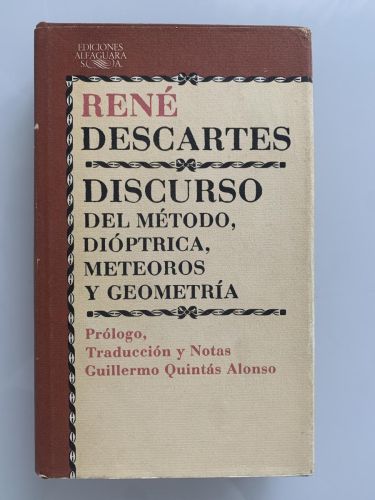 EDICIONES
ALFAGUARA
S.A.
RENÉ
DESCARTES
DISCURSO
DEL MÉTODO,
DIÓPTRICA,
METEOROS
Y GEOMETRÍA
Prólogo,
Traducción y Notas
Guillermo Quintás Alonso